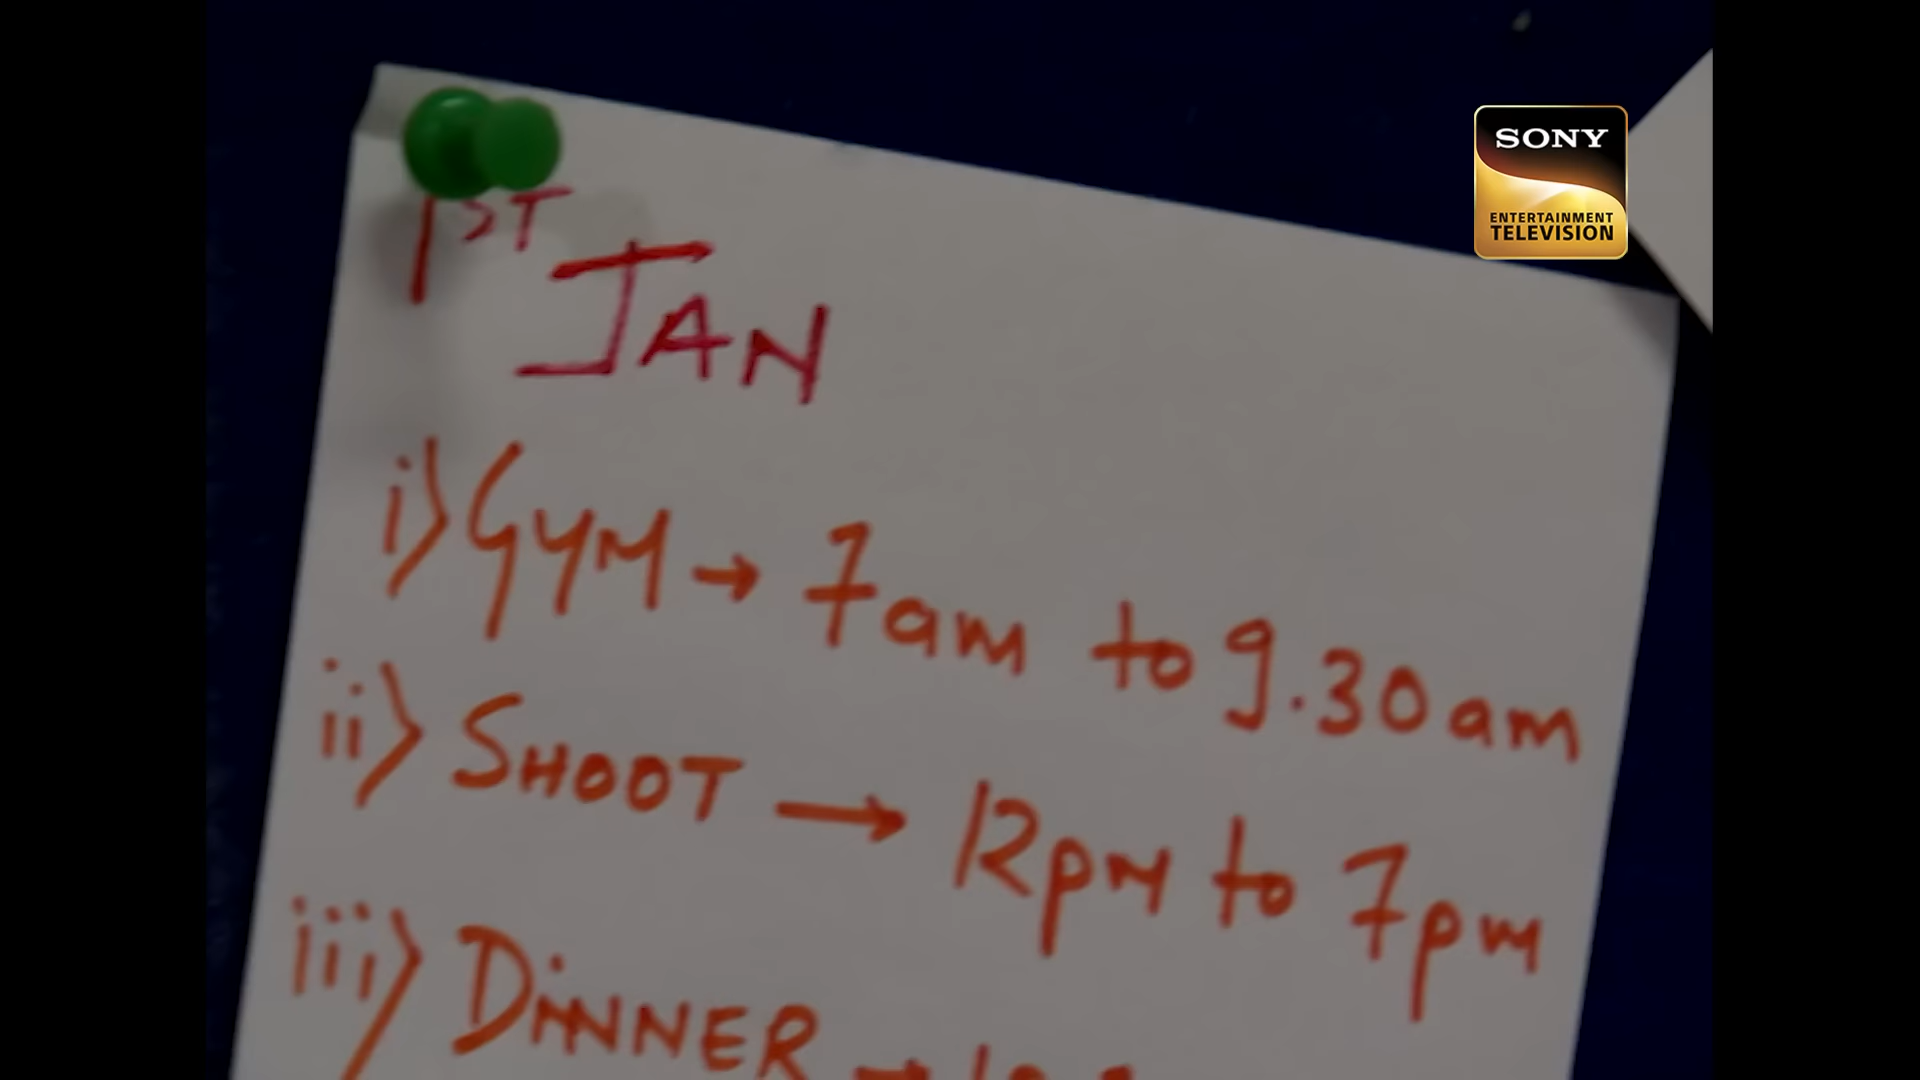 SONY
ENTERTAINMENT
TELEVISION
1ST
JAN
i) GYM → 7am to 9.30am
ii) SHOOT → 12pm to 7pm
iii) DINNER →